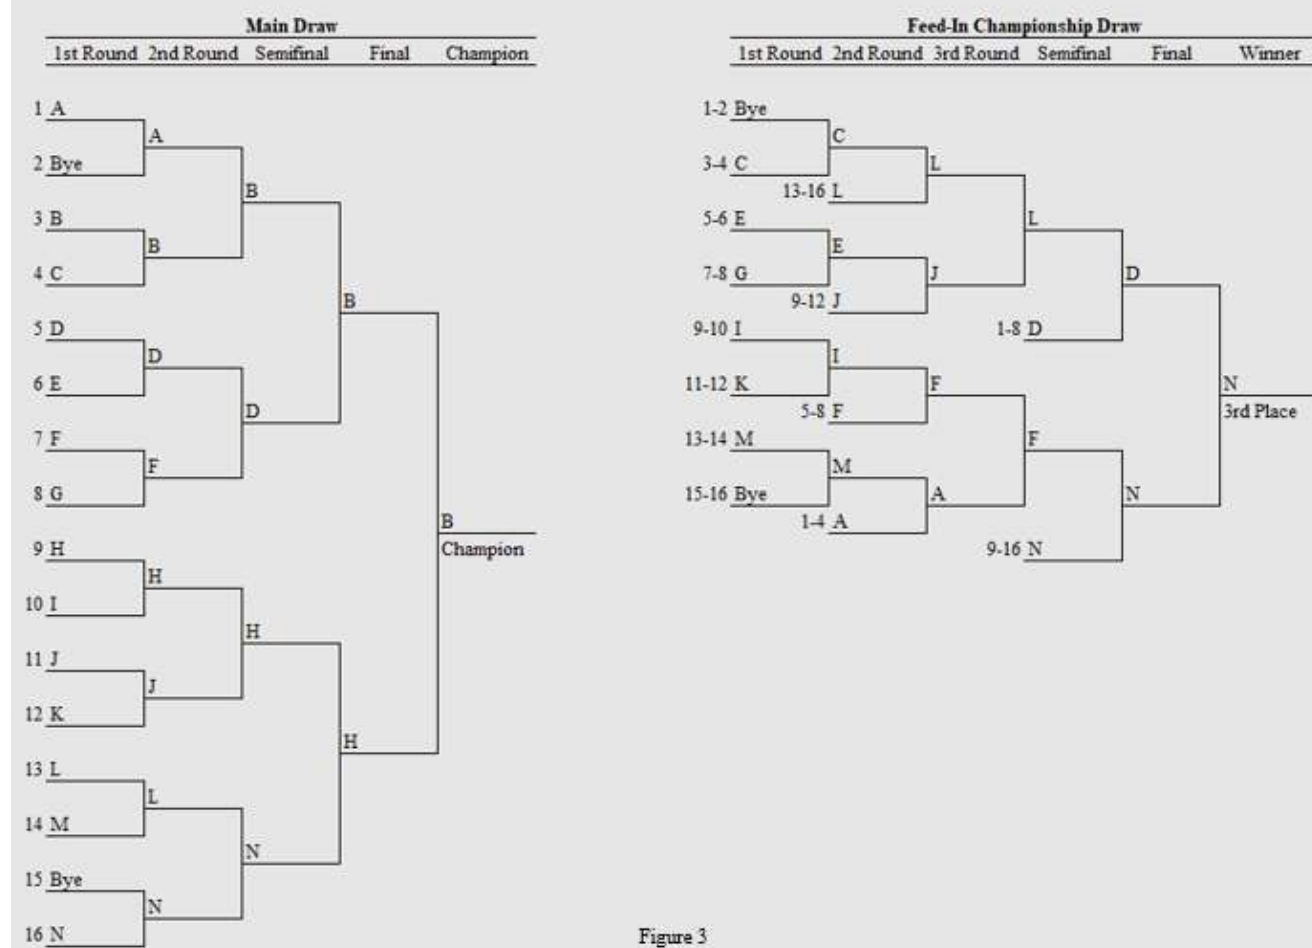 Main Draw
1st Round 2nd Round Semifinal Final Champion
1 A
A
2 Bye
B
3 B
B
4 C
B
5 D
D
6 E
D
7 F
F
8 G
B
Champion
9 H
H
10 I
H
11 J
J
12 K
H
13 L
L
14 M
N
15 Bye
N
16 N
Feed-In Championship Draw
1st Round 2nd Round 3rd Round Semifinal Final Winner
1-2 Bye
C
3-4 C
L
13-16 L
5-6 E
L
E
7-8 G
J
D
9-12 J
9-10 I
1-8 D
I
11-12 K
F
N
5-8 F
3rd Place
13-14 M
F
M
15-16 Bye
A
N
1-4 A
9-16 N
Figure 3